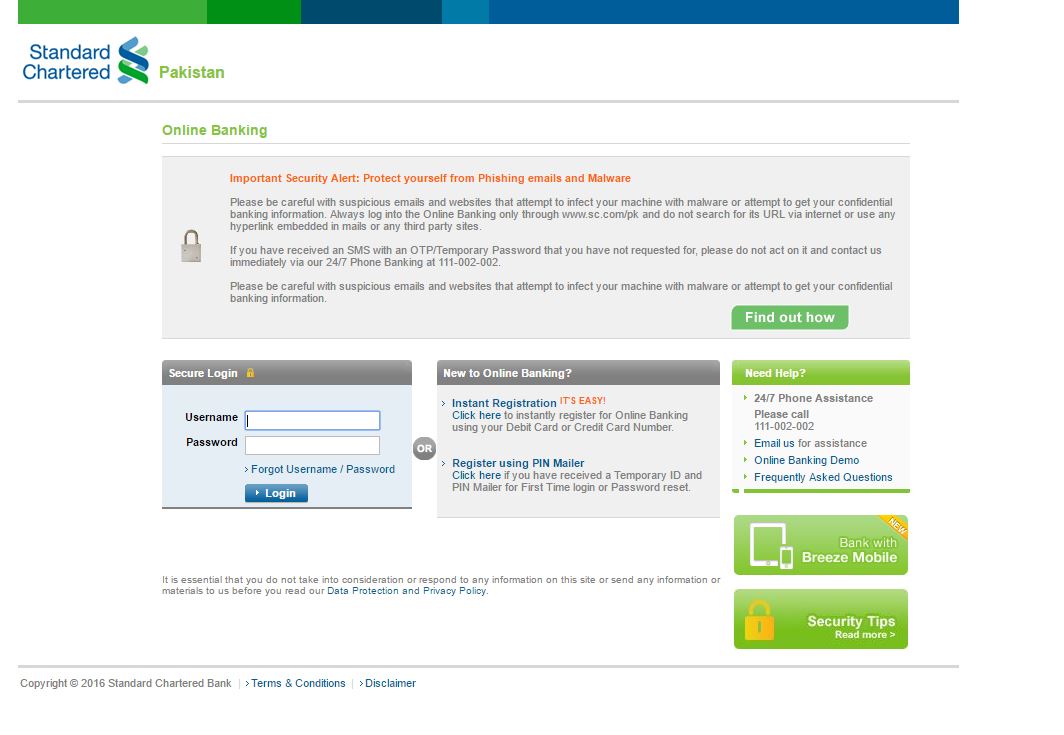 Standard
Chartered
Pakistan
Online Banking
Important Security Alert: Protect yourself from Phishing emails and Malware
Please be careful with suspicious emails and websites that attempt to infect your machine with malware or attempt to get your confidential
banking information. Always log into the Online Banking only through www.sc.com/pk and do not search for its URL via internet or use any
hyperlink embedded in mails or any third party sites.
If you have received an SMS with an OTP/Temporary Password that you have not requested for, please do not act on it and contact us
immediately via our 24/7 Phone Banking at 111-002-002.
Please be careful with suspicious emails and websites that attempt to infect your machine with malware or attempt to get your confidential
banking information.
Find out how
Secure Login
Username
Password
Forgot Username / Password
Login
OR
New to Online Banking?
Instant Registration IT'S EASY!
Click here to instantly register for Online Banking
using your Debit Card or Credit Card Number.
Register using PIN Mailer
Click here if you have received a Temporary ID and
PIN Mailer for First Time login or Password reset.
Need Help?
24/7 Phone Assistance
Please call
111-002-002
Email us for assistance
Online Banking Demo
Frequently Asked Questions
NEW
Bank with
Breeze Mobile
It is essential that you do not take into consideration or respond to any information on this site or send any information or
materials to us before you read our Data Protection and Privacy Policy.
Security Tips
Read more >
Copyright © 2016 Standard Chartered Bank | Terms & Conditions | Disclaimer